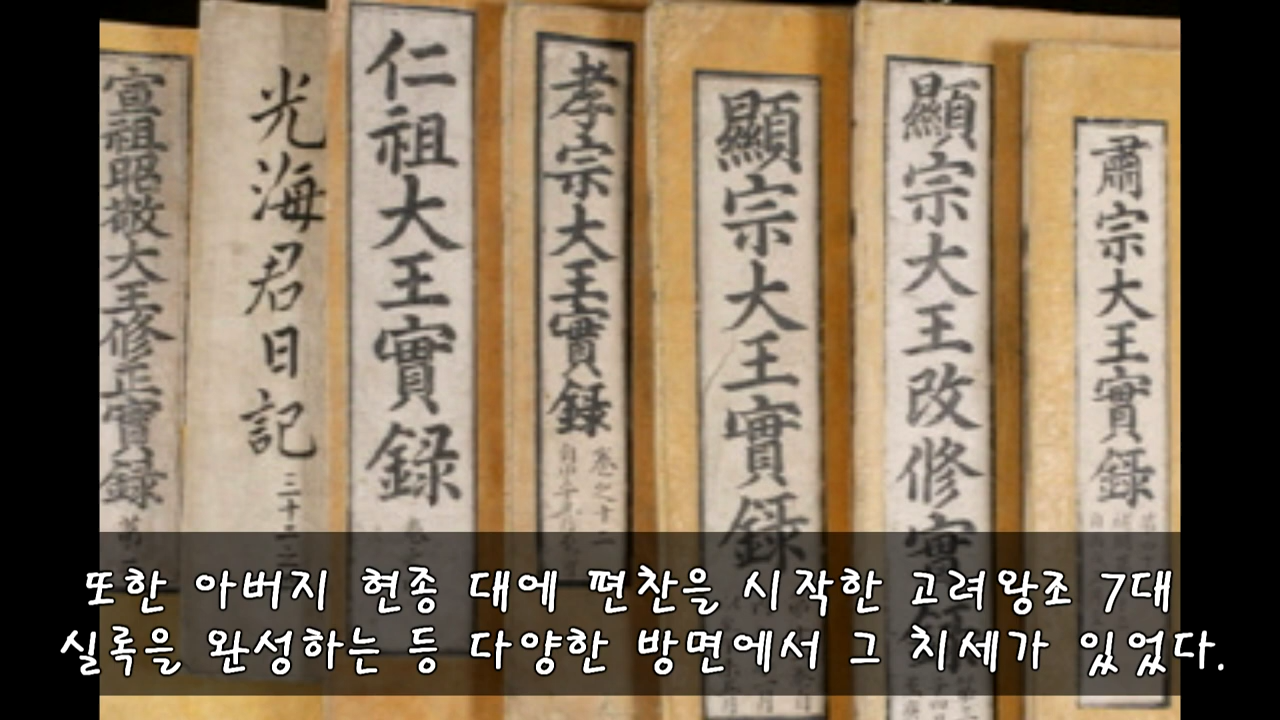 宣祖昭敬大王修正實錄
光海君日記
仁祖大王實錄
孝宗大王實錄
卷之十一
顯宗大王實錄
顯宗大王改修實錄
肅宗大王實錄
또한 아버지 현종 대에 편찬을 시작한 고려왕조 7대
실록을 완성하는 등 다양한 방면에서 그 치세가 있었다.